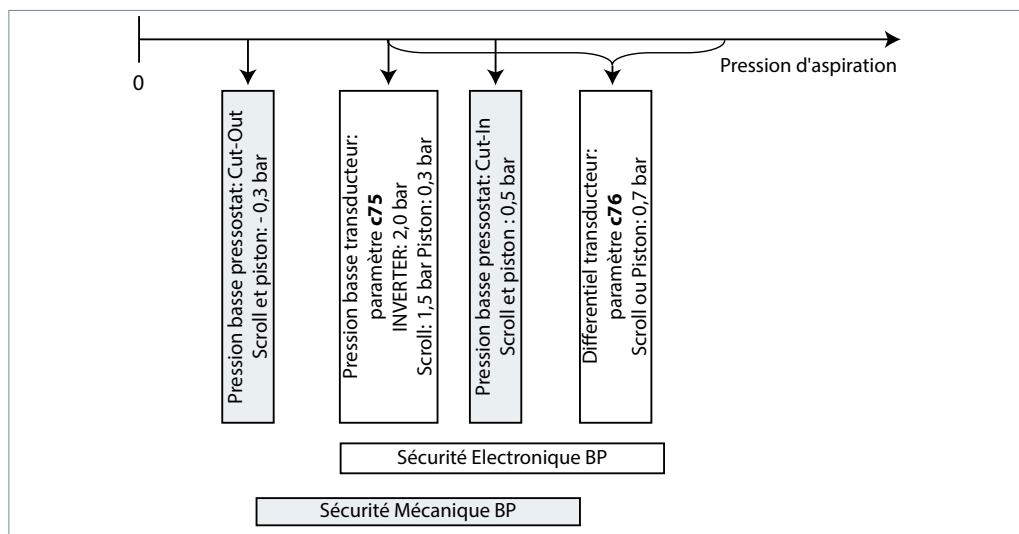 0
Pression d'aspiration
Pression basse pressostat: Cut-Out
Scroll et piston: - 0,3 bar
Pression basse transducteur:
paramètre c75
INVERTER: 2,0 bar
Scroll: 1,5 bar Piston: 0,3 bar
Pression basse pressostat: Cut-In
Scroll et piston : 0,5 bar
Differentiel transducteur:
paramètre c76
Scroll ou Piston: 0,7 bar
Sécurité Electronique BP
Sécurité Mécanique BP